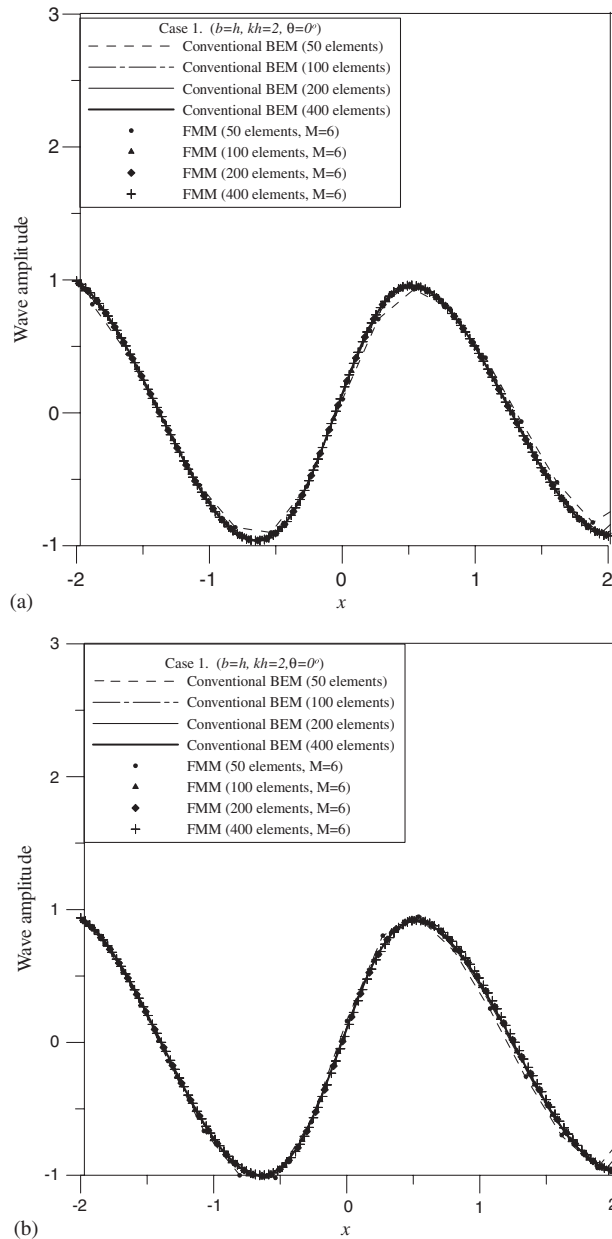 3
2
1
0
-1
-2
-1
0
1
2
Wave amplitude
x
Case 1. (b=h, kh=2, θ=0°)
Conventional BEM (50 elements)
Conventional BEM (100 elements)
Conventional BEM (200 elements)
Conventional BEM (400 elements)
FMM (50 elements, M=6)
FMM (100 elements, M=6)
FMM (200 elements, M=6)
FMM (400 elements, M=6)
(a)
3
2
1
0
-1
-2
-1
0
1
2
Wave amplitude
x
Case 1. (b=h, kh=2,θ=0°)
Conventional BEM (50 elements)
Conventional BEM (100 elements)
Conventional BEM (200 elements)
Conventional BEM (400 elements)
FMM (50 elements, M=6)
FMM (100 elements, M=6)
FMM (200 elements, M=6)
FMM (400 elements, M=6)
(b)